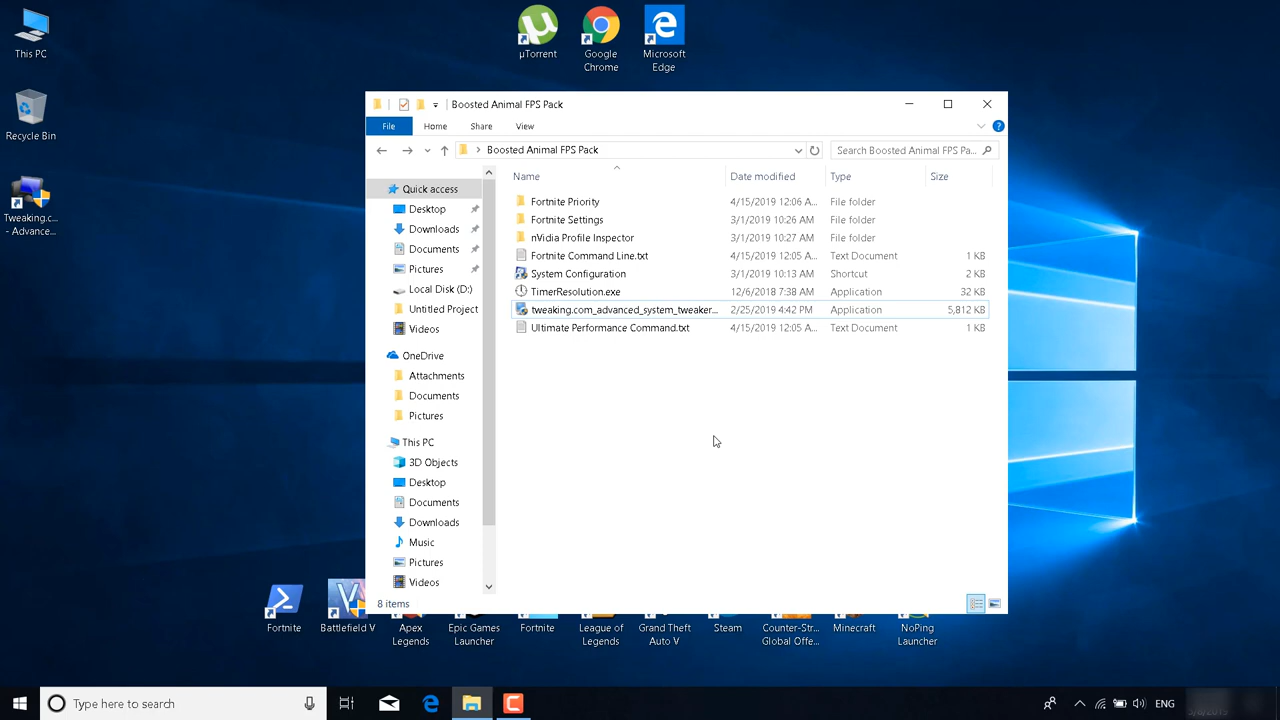 This PC
Recycle Bin
Tweaking.c...
- Advance...
µTorrent
Google
Chrome
Microsoft
Edge
Boosted Animal FPS Pack
File
Home
Share
View
Boosted Animal FPS Pack
Search Boosted Animal FPS Pa...
Name
Date modified
Type
Size
Fortnite Priority 4/15/2019 12:06 A... File folder
Fortnite Settings 3/1/2019 10:26 AM File folder
nVidia Profile Inspector 3/1/2019 10:27 AM File folder
Fortnite Command Line.txt 4/15/2019 12:05 A... Text Document 1 KB
System Configuration 3/1/2019 10:13 AM Shortcut 2 KB
TimerResolution.exe 12/6/2018 7:38 AM Application 32 KB
tweaking.com_advanced_system_tweaker... 2/25/2019 4:42 PM Application 5,812 KB
Ultimate Performance Command.txt 4/15/2019 12:05 A... Text Document 1 KB
Quick access
Desktop
Downloads
Documents
Pictures
Local Disk (D:)
Untitled Project
Videos
OneDrive
Attachments
Documents
Pictures
This PC
3D Objects
Desktop
Documents
Downloads
Music
Pictures
Videos
8 items
Fortnite
Battlefield V
Apex
Legends
Epic Games
Launcher
Fortnite
League of
Legends
Grand Theft
Auto V
Steam
Counter-Str...
Global Offe...
Minecraft
NoPing
Launcher
Type here to search
ENG